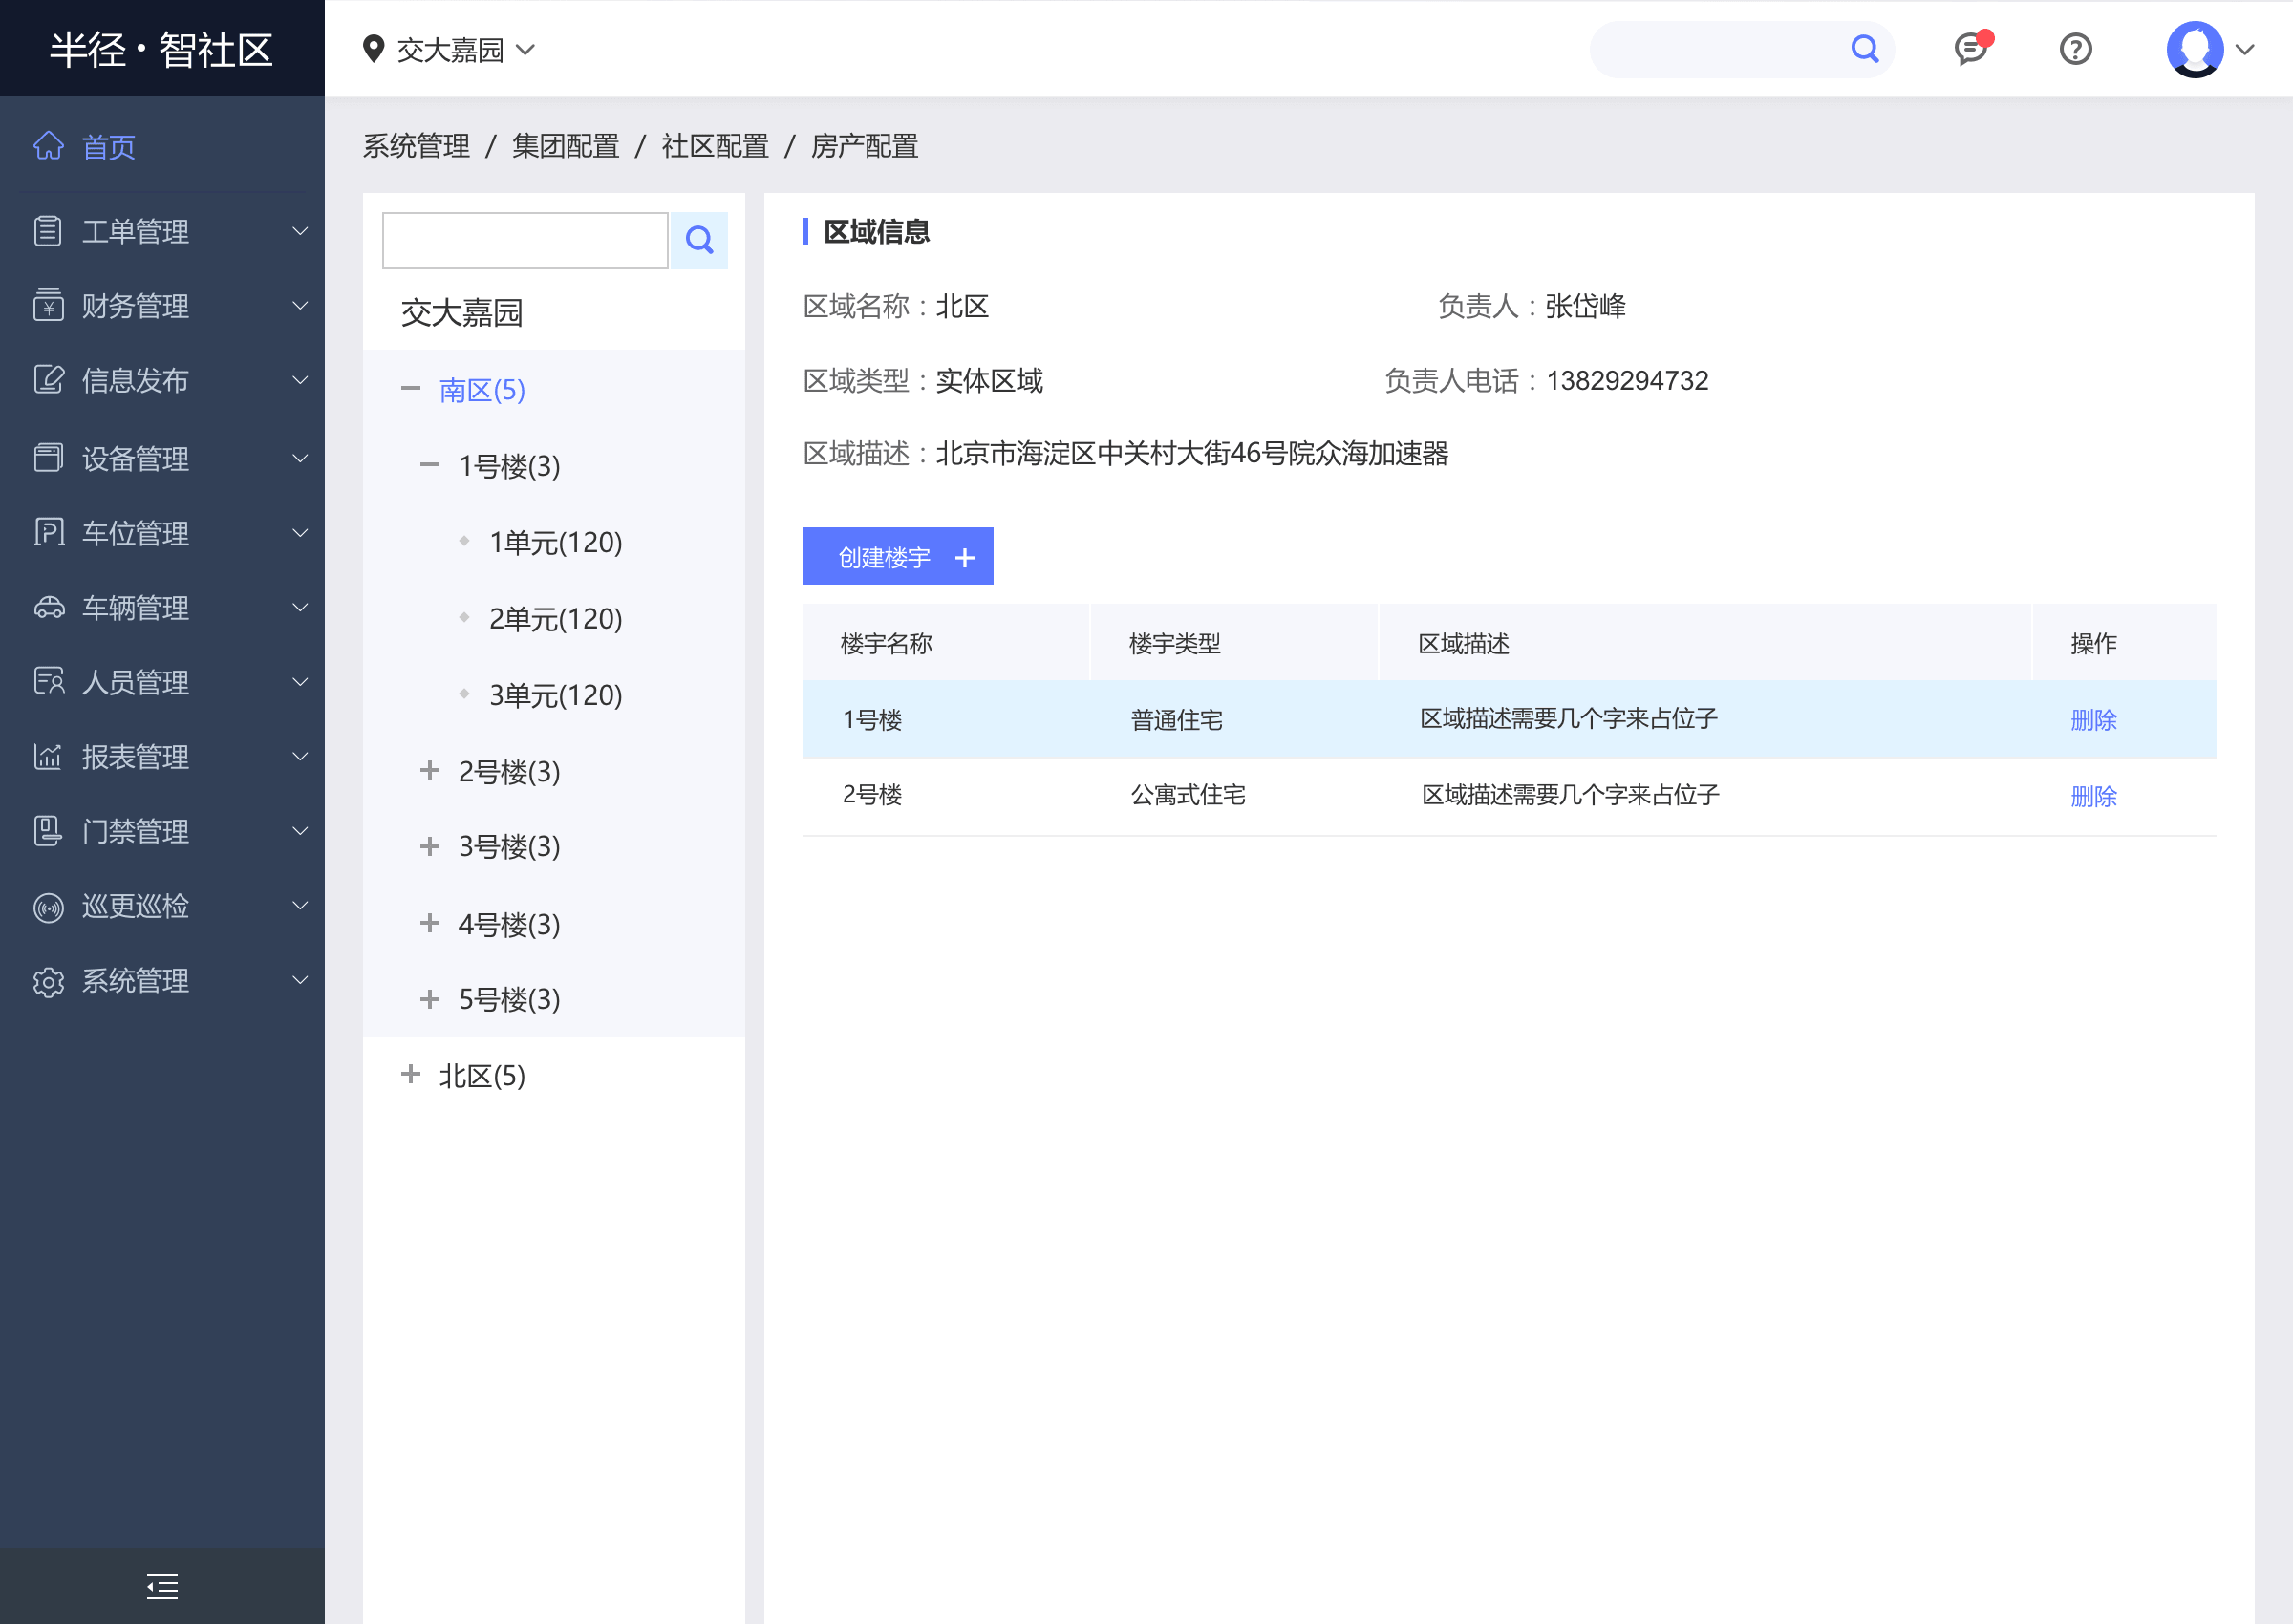 半径·智社区
交大嘉园
首页
工单管理
财务管理
信息发布
设备管理
车位管理
车辆管理
人员管理
报表管理
门禁管理
巡更巡检
系统管理
系统管理 / 集团配置 / 社区配置 / 房产配置
交大嘉园
南区(5)
1号楼(3)
1单元(120)
2单元(120)
3单元(120)
2号楼(3)
3号楼(3)
4号楼(3)
5号楼(3)
北区(5)
区域信息
区域名称：北区 负责人：张岱峰
区域类型：实体区域 负责人电话：13829294732
区域描述：北京市海淀区中关村大街46号院众海加速器
创建楼宇 +
楼宇名称 楼宇类型 区域描述 操作
1号楼 普通住宅 区域描述需要几个字来占位子 删除
2号楼 公寓式住宅 区域描述需要几个字来占位子 删除